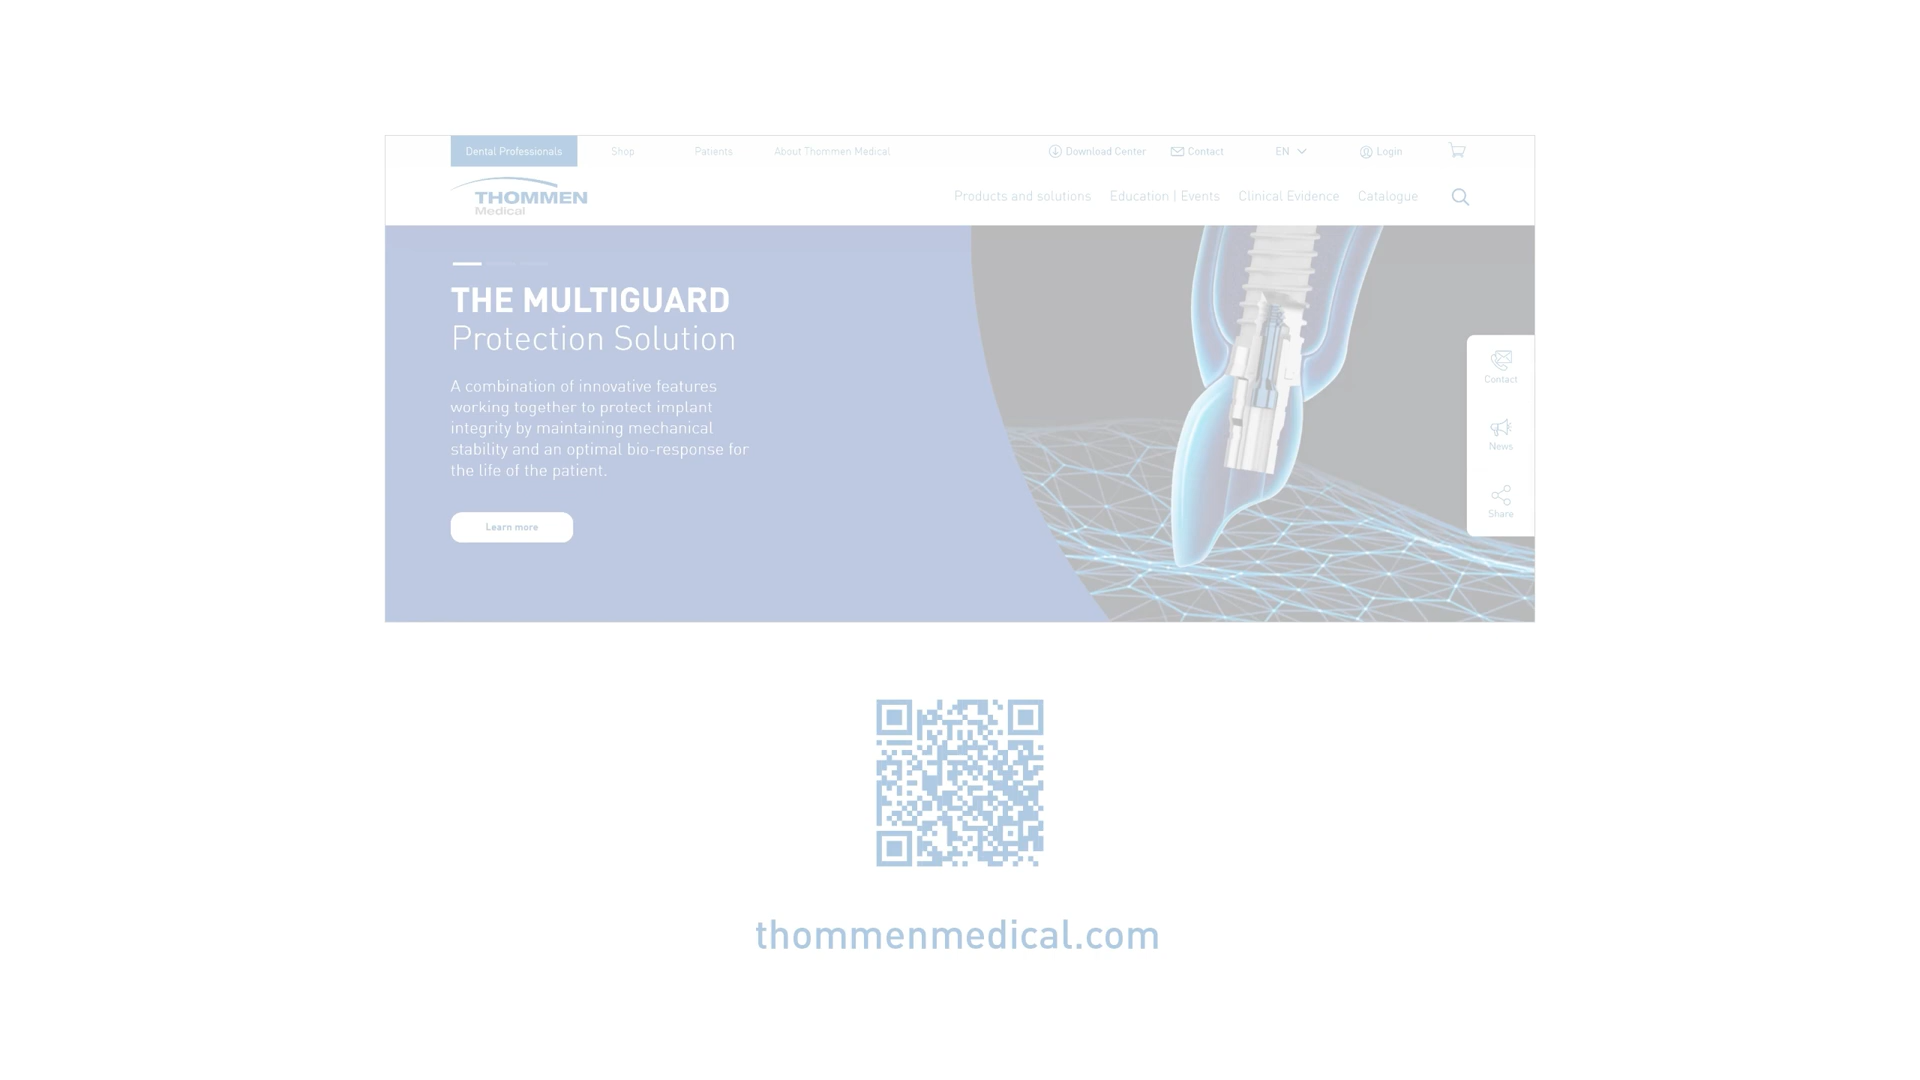 Dental Professionals Shop Patients About Thommen Medical Download Center Contact EN Login
THOMMEN
Medical
Products and solutions Education | Events Clinical Evidence Catalogue
THE MULTIGUARD
Protection Solution
A combination of innovative features
working together to protect implant
integrity by maintaining mechanical
stability and an optimal bio-response for
the life of the patient.
Learn more
Contact
News
Share
thommenmedical.com